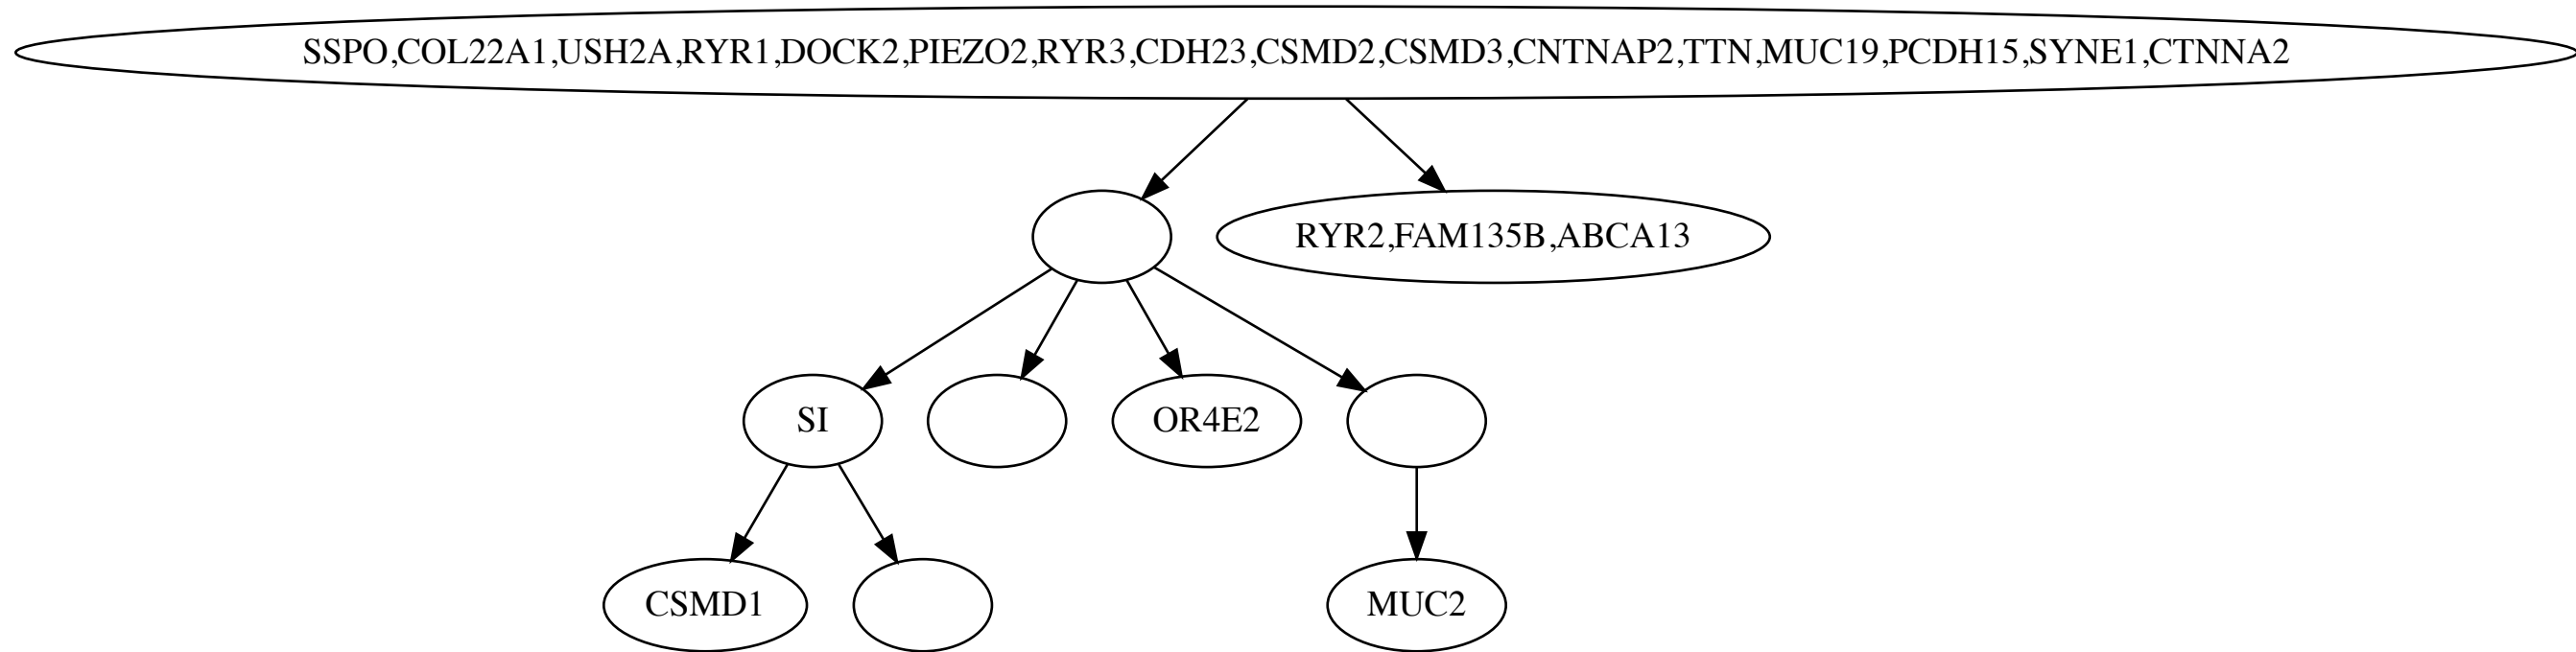 SSPO,COL22A1,USH2A,RYR1,DOCK2,PIEZO2,RYR3,CDH23,CSMD2,CSMD3,CNTNAP2,TTN,MUC19,PCDH15,SYNE1,CTNNA2
RYR2,FAM135B,ABCA13
SI
OR4E2
CSMD1
MUC2